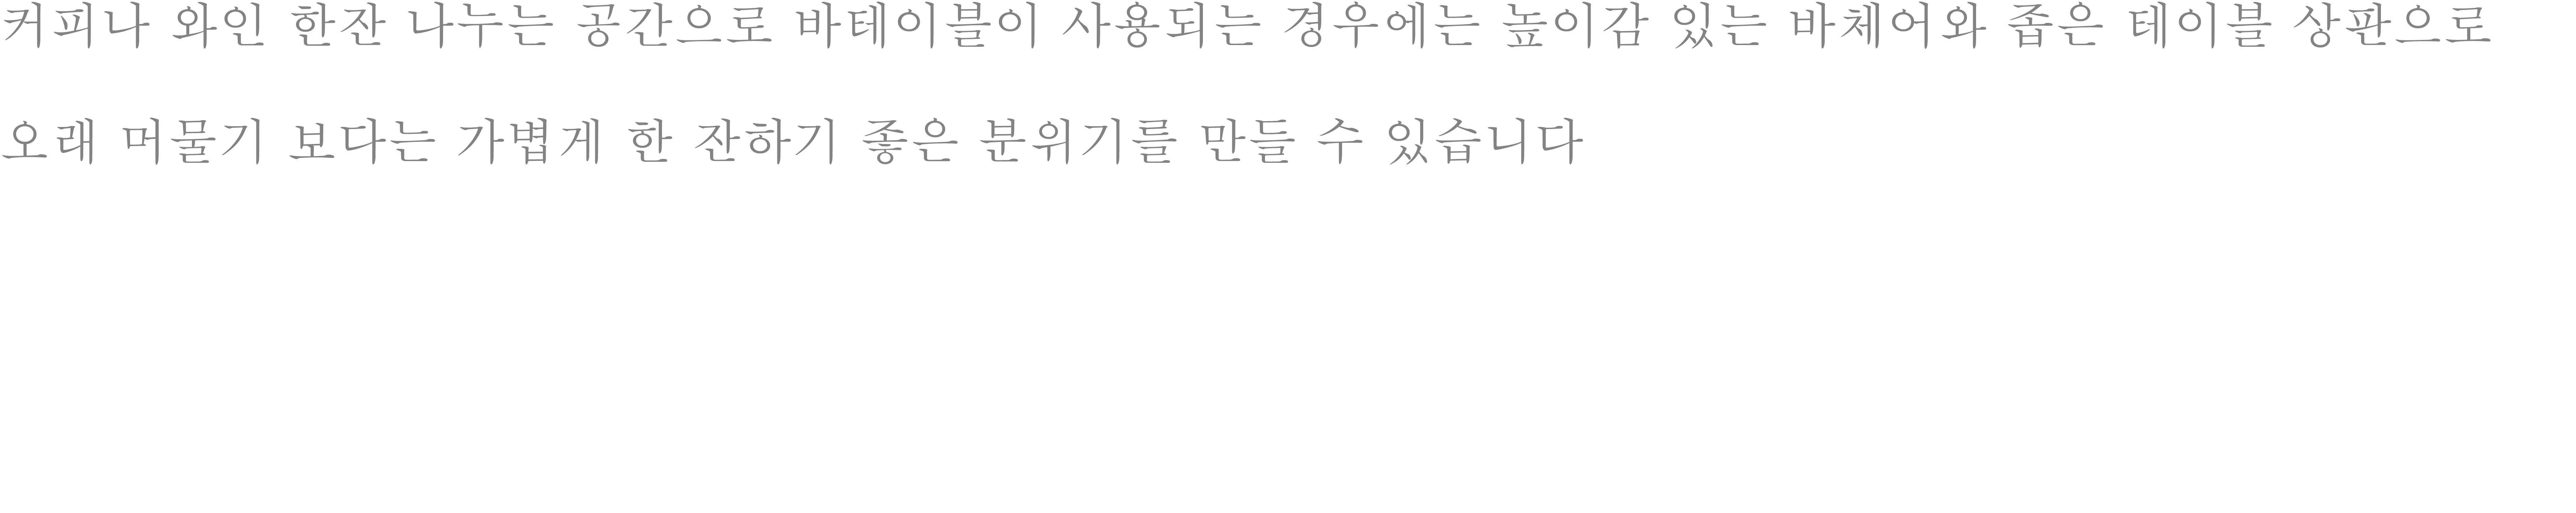 커피나 와인 한잔 나누는 공간으로 바테이블이 사용되는 경우에는 높이감 있는 바체어와 좁은 테이블 상판으로
오래 머물기 보다는 가볍게 한 잔하기 좋은 분위기를 만들 수 있습니다